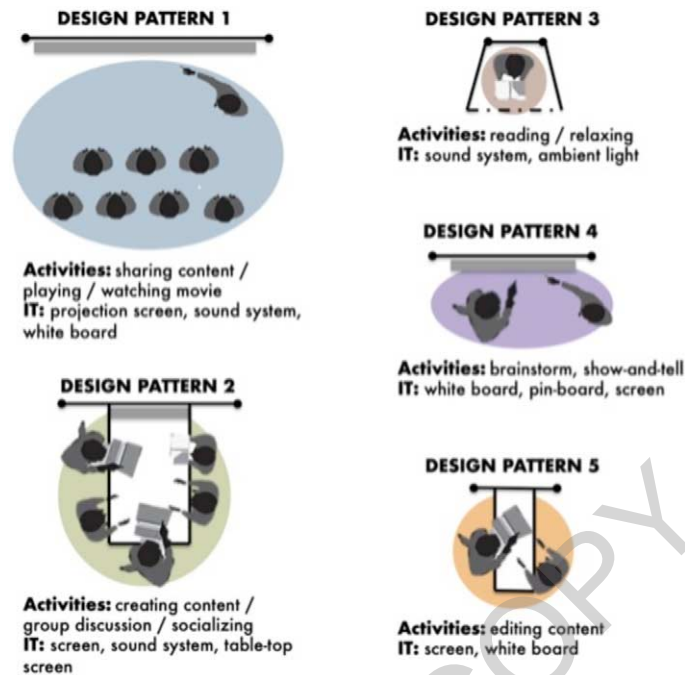 DESIGN PATTERN 1
Activities: sharing content /
playing / watching movie
IT: projection screen, sound system,
white board
DESIGN PATTERN 2
Activities: creating content /
group discussion / socializing
IT: screen, sound system, table-top
screen
DESIGN PATTERN 3
Activities: reading / relaxing
IT: sound system, ambient light
DESIGN PATTERN 4
Activities: brainstorm, show-and-tell
IT: white board, pin-board, screen
DESIGN PATTERN 5
Activities: editing content
IT: screen, white board
COPY